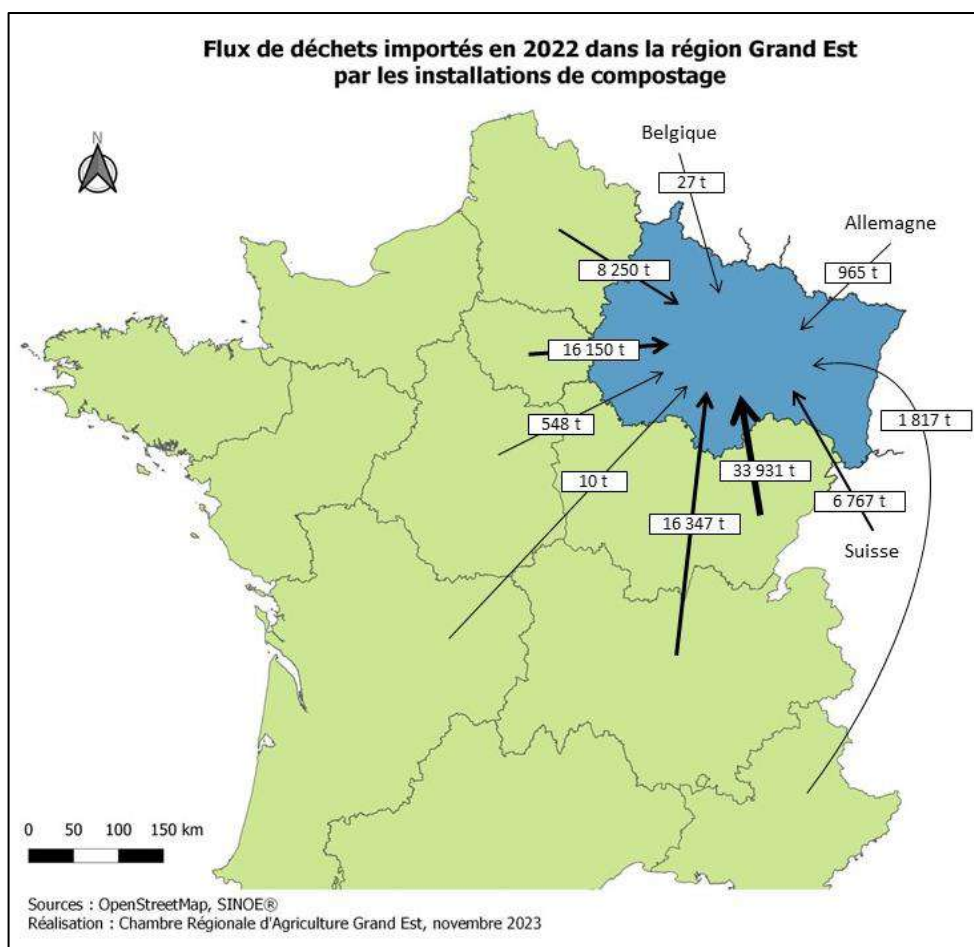 Flux de déchets importés en 2022 dans la région Grand Est
par les installations de compostage
N
Belgique
27 t
Allemagne
8 250 t
965 t
16 150 t
548 t
1 817 t
10 t
33 931 t
6 767 t
16 347 t
Suisse
0 50 100 150 km
Sources : OpenStreetMap, SINOE®
Réalisation : Chambre Régionale d'Agriculture Grand Est, novembre 2023